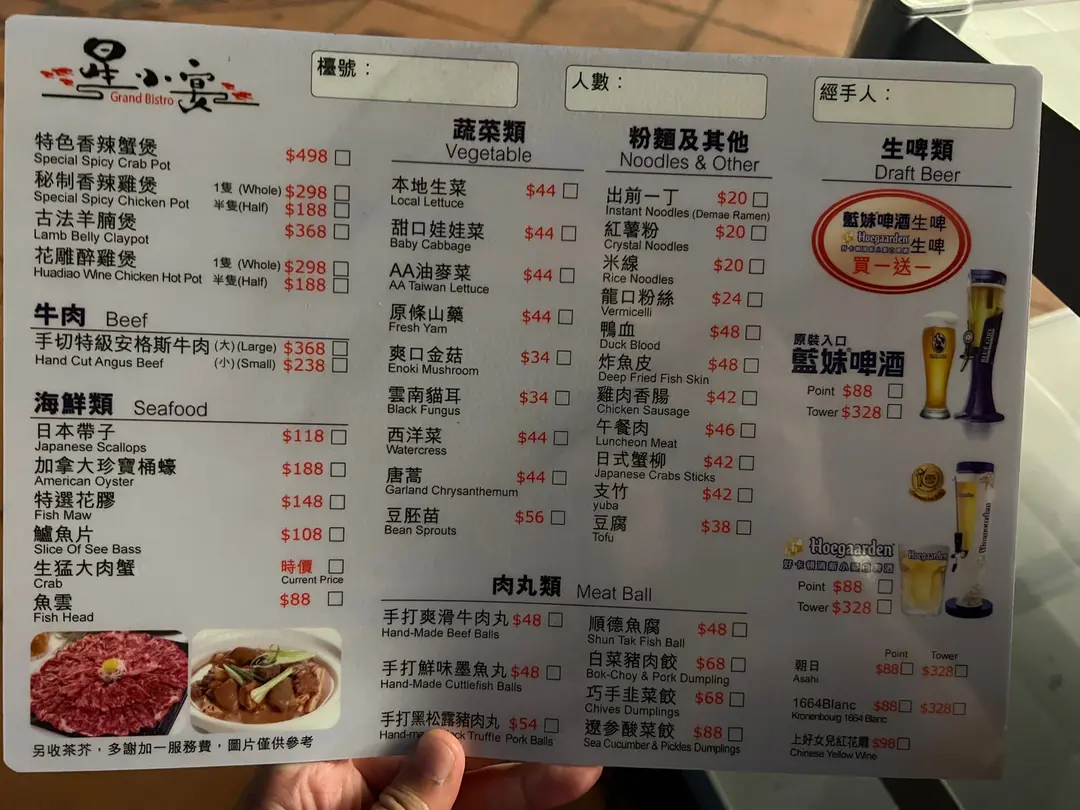 星小宴
Grand Bistro
檯號：
人數：
經手人：
特色香辣蟹煲 $498
Special Spicy Crab Pot
秘制香辣雞煲 1隻 (Whole) $298
Special Spicy Chicken Pot 半隻(Half) $188
古法羊腩煲 $368
Lamb Belly Claypot
花雕醉雞煲 1隻 (Whole) $298
Huadiao Wine Chicken Hot Pot 半隻(Half) $188
牛肉 Beef
手切特級安格斯牛肉 (大)(Large) $368
Hand Cut Angus Beef (小)(Small) $238
海鮮類 Seafood
日本帶子 $118
Japanese Scallops
加拿大珍寶桶蠔 $188
American Oyster
特選花膠 $148
Fish Maw
鱸魚片 $108
Slice Of See Bass
生猛大肉蟹 時價
Crab Current Price
魚雲 $88
Fish Head
另收茶芥，多謝加一服務費，圖片僅供參考
蔬菜類
Vegetable
本地生菜 $44
Local Lettuce
甜口娃娃菜 $44
Baby Cabbage
AA油麥菜 $44
AA Taiwan Lettuce
原條山藥 $44
Fresh Yam
爽口金菇 $34
Enoki Mushroom
雲南貓耳 $34
Black Fungus
西洋菜 $44
Watercress
唐蒿 $44
Garland Chrysanthemum
豆胚苗 $56
Bean Sprouts
粉麵及其他
Noodles & Other
出前一丁 $20
Instant Noodles (Demae Ramen)
紅薯粉 $20
Crystal Noodles
米線 $20
Rice Noodles
龍口粉絲 $24
Vermicelli
鴨血 $48
Duck Blood
炸魚皮 $48
Deep Fried Fish Skin
雞肉香腸 $42
Chicken Sausage
午餐肉 $46
Luncheon Meat
日式蟹柳 $42
Japanese Crabs Sticks
支竹 $42
yuba
豆腐 $38
Tofu
肉丸類 Meat Ball
手打爽滑牛肉丸 $48
Hand-Made Beef Balls
手打鮮味墨魚丸 $48
Hand-Made Cuttlefish Balls
手打黑松露豬肉丸 $54
Truffle Pork Balls
順德魚腐 $48
Shun Tak Fish Ball
白菜豬肉餃 $68
Bok-Choy & Pork Dumpling
巧手韭菜餃 $68
Chives Dumplings
遼參酸菜餃 $88
Sea Cucumber & Pickles Dumplings
生啤類
Draft Beer
藍妹啤酒生啤
Hoegaarden 生啤
買一送一
原裝入口
藍妹啤酒
Point $88
Tower $328
Hoegaarden
Point $88
Tower $328
Point Tower
朝日 $88 $328
Asahi
1664Blanc $88 $328
Kronenbourg 1664 Blanc
上好女兒紅花雕 $98
Chinese Yellow Wine